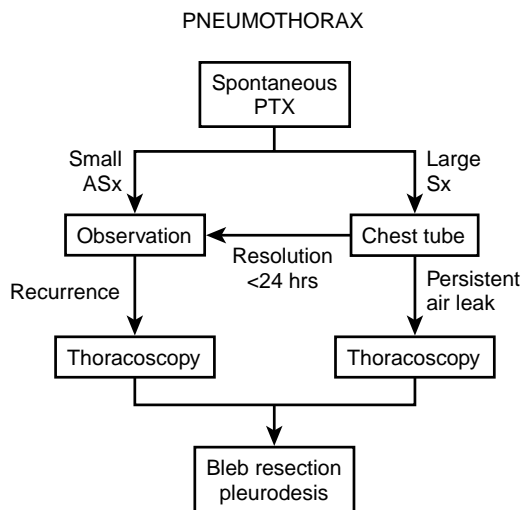 PNEUMOTHORAX
Spontaneous
PTX
Small
ASx
Large
Sx
Observation
Chest tube
Resolution
<24 hrs
Recurrence
Persistent
air leak
Thoracoscopy
Thoracoscopy
Bleb resection
pleurodesis